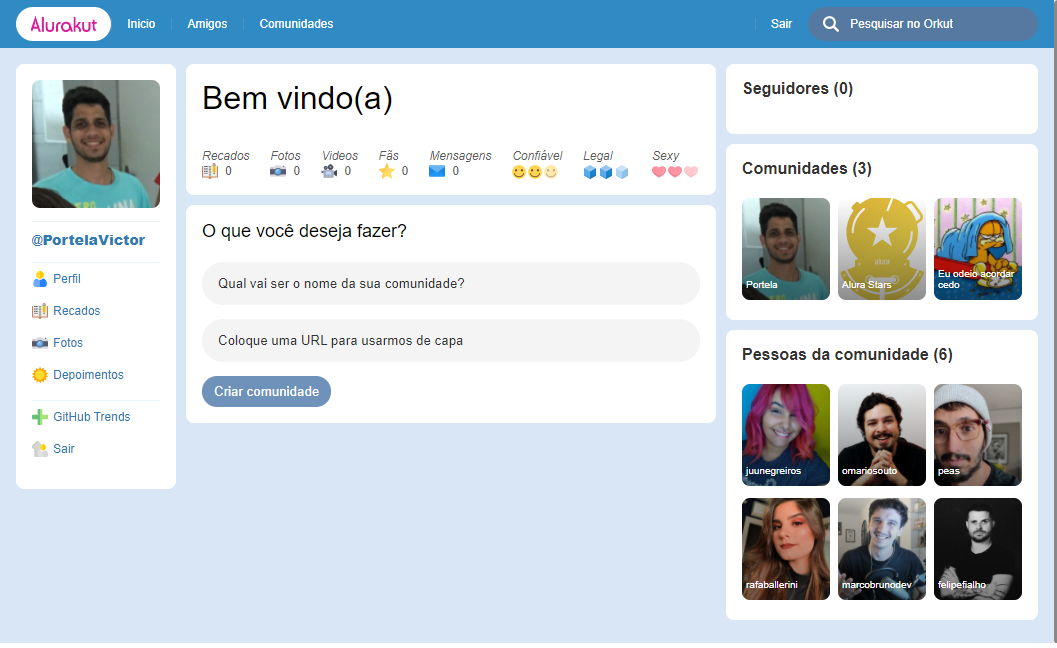 Alurakut
Inicio
Amigos
Comunidades
Sair
Pesquisar no Orkut
@PortelaVictor
Perfil
Recados
Fotos
Depoimentos
GitHub Trends
Sair
Bem vindo(a)
Recados Fotos Videos Fãs Mensagens Confiável Legal Sexy
0 0 0 0 0
O que você deseja fazer?
Qual vai ser o nome da sua comunidade?
Coloque uma URL para usarmos de capa
Criar comunidade
Seguidores (0)
Comunidades (3)
Portela
alura
Alura Stars
Eu odeio acordar
cedo
Pessoas da comunidade (6)
juunegreiros
omariosouto
peas
rafaballerini
marcobrunodev
felipefialho